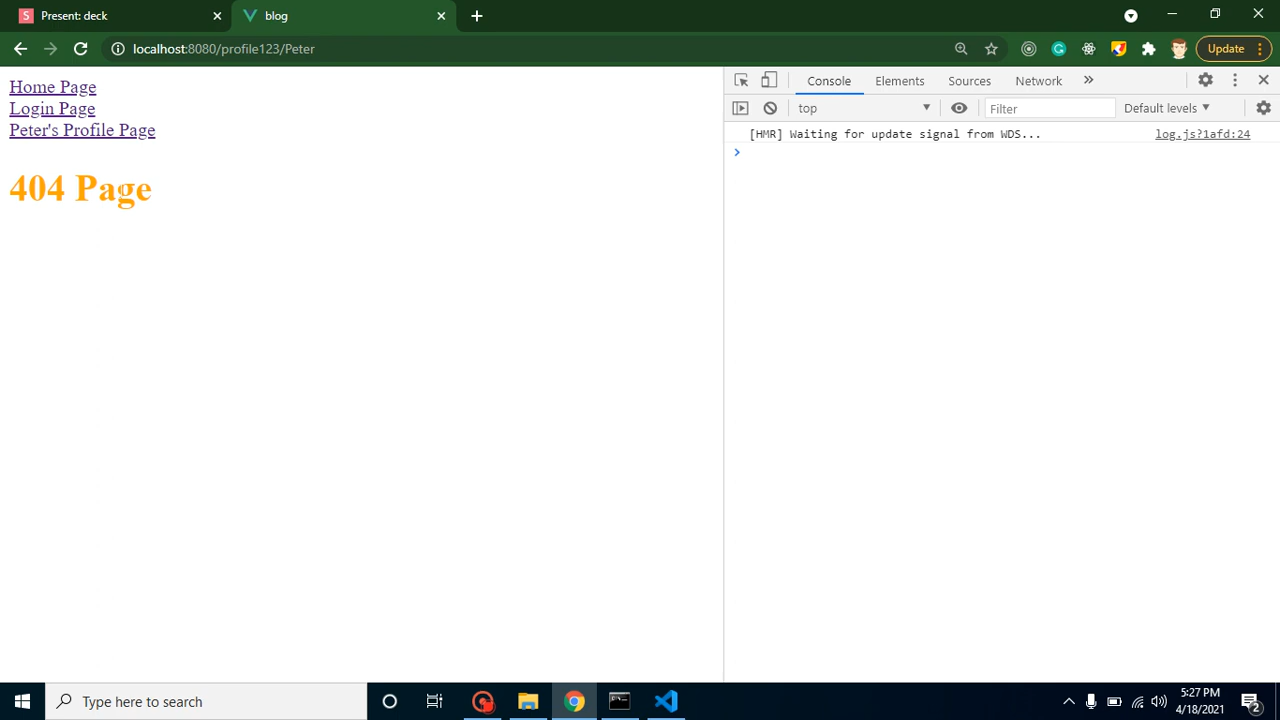 Present: deck
blog
localhost:8080/profile123/Peter
Update
Home Page
Login Page
Peter's Profile Page
404 Page
Console
Elements
Sources
Network
top
Filter
Default levels
[HMR] Waiting for update signal from WDS...
log.js?1afd:24
Type here to search
5:27 PM
4/18/2021
2